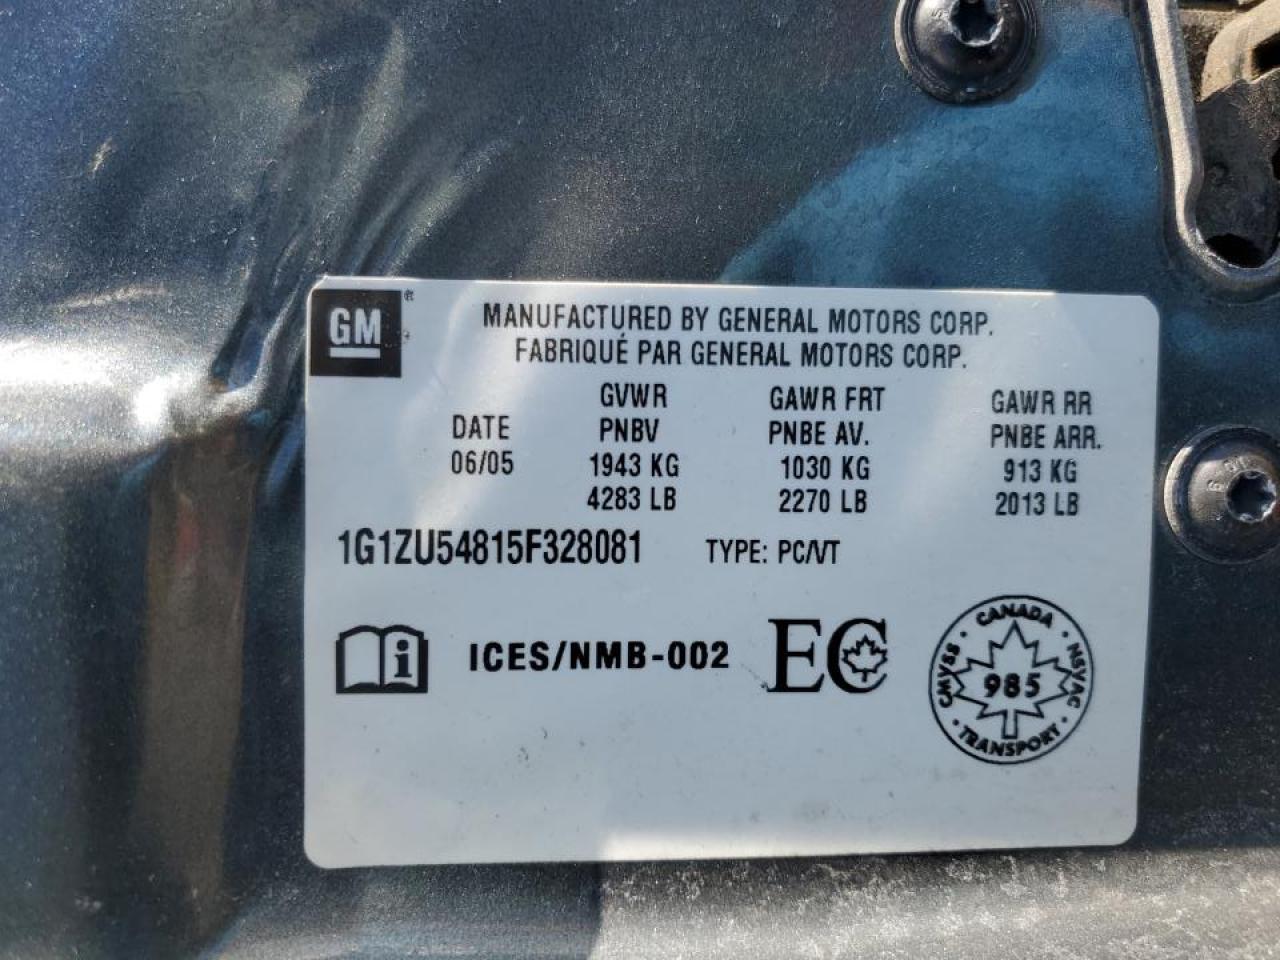 GM®
MANUFACTURED BY GENERAL MOTORS CORP.
FABRIQUÉ PAR GENERAL MOTORS CORP.
GVWR GAWR FRT GAWR RR
DATE PNBV PNBE AV. PNBE ARR.
06/05 1943 KG 1030 KG 913 KG
4283 LB 2270 LB 2013 LB
1G1ZU54815F328081 TYPE: PC/VT
i ICES/NMB-002 EC
CANADA
CMVSS NSVAC
985
TRANSPORT